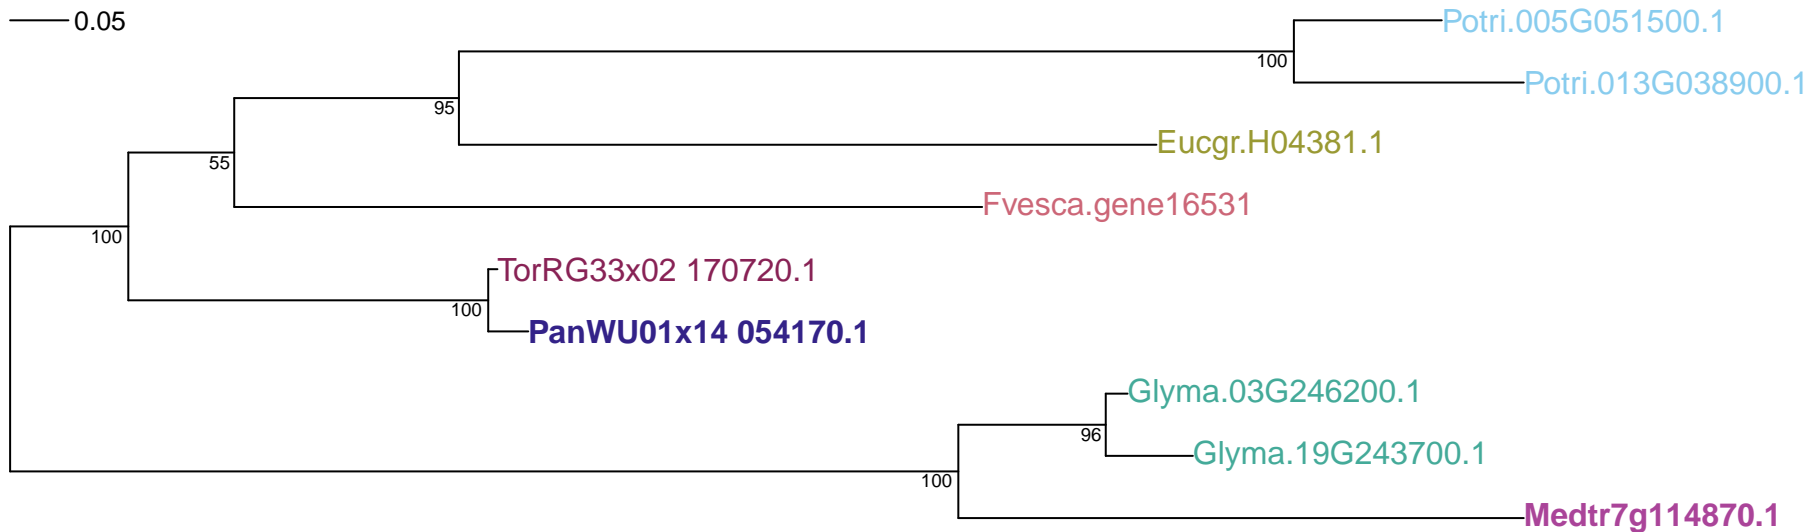 0.05
Potri.005G051500.1
100
Potri.013G038900.1
95
Eucgr.H04381.1
55
Fvesca.gene16531
100
TorRG33x02 170720.1
100
PanWU01x14 054170.1
Glyma.03G246200.1
96
Glyma.19G243700.1
100
Medtr7g114870.1